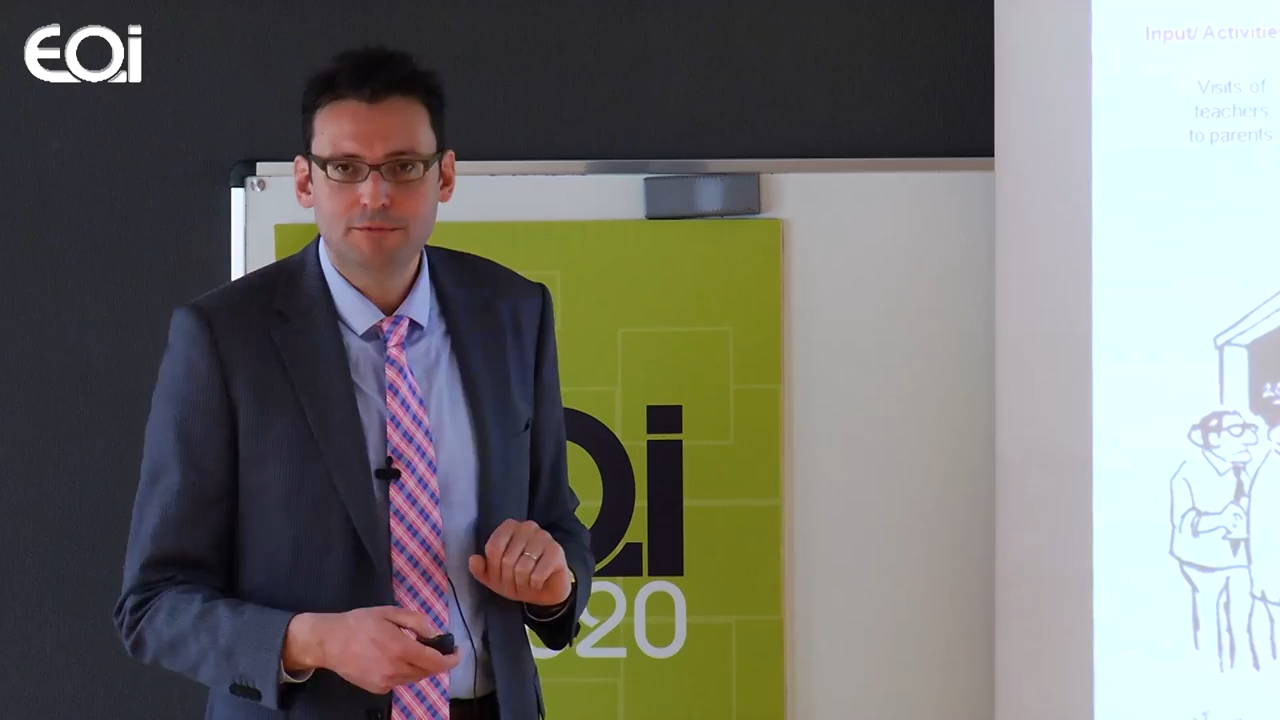 EOi
Input/ Activitie
Visits of
teachers
to parents
Oi
20